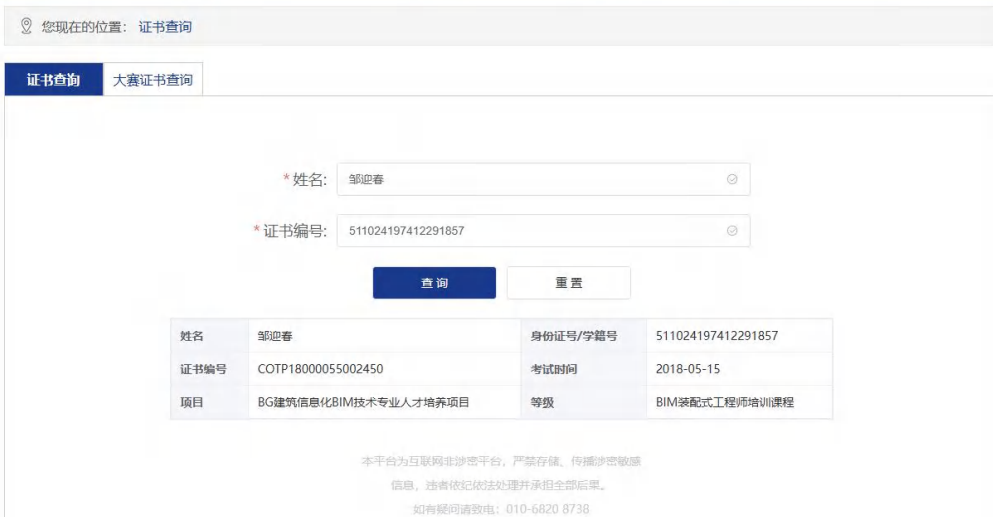 您现在的位置： 证书查询
证书查询 大赛证书查询
*姓名: 邹迎春
*证书编号: 511024197412291857
查询 重置
姓名 邹迎春 身份证号/学籍号 511024197412291857
证书编号 COTP18000055002450 考试时间 2018-05-15
项目 BG建筑信息化BIM技术专业人才培养项目 等级 BIM装配式工程师培训课程
本平台为互联网非涉密平台，严禁存储、传播涉密敏感
信息，违者依纪依法处理并承担全部后果。
如有疑问请致电：010-6820 8738